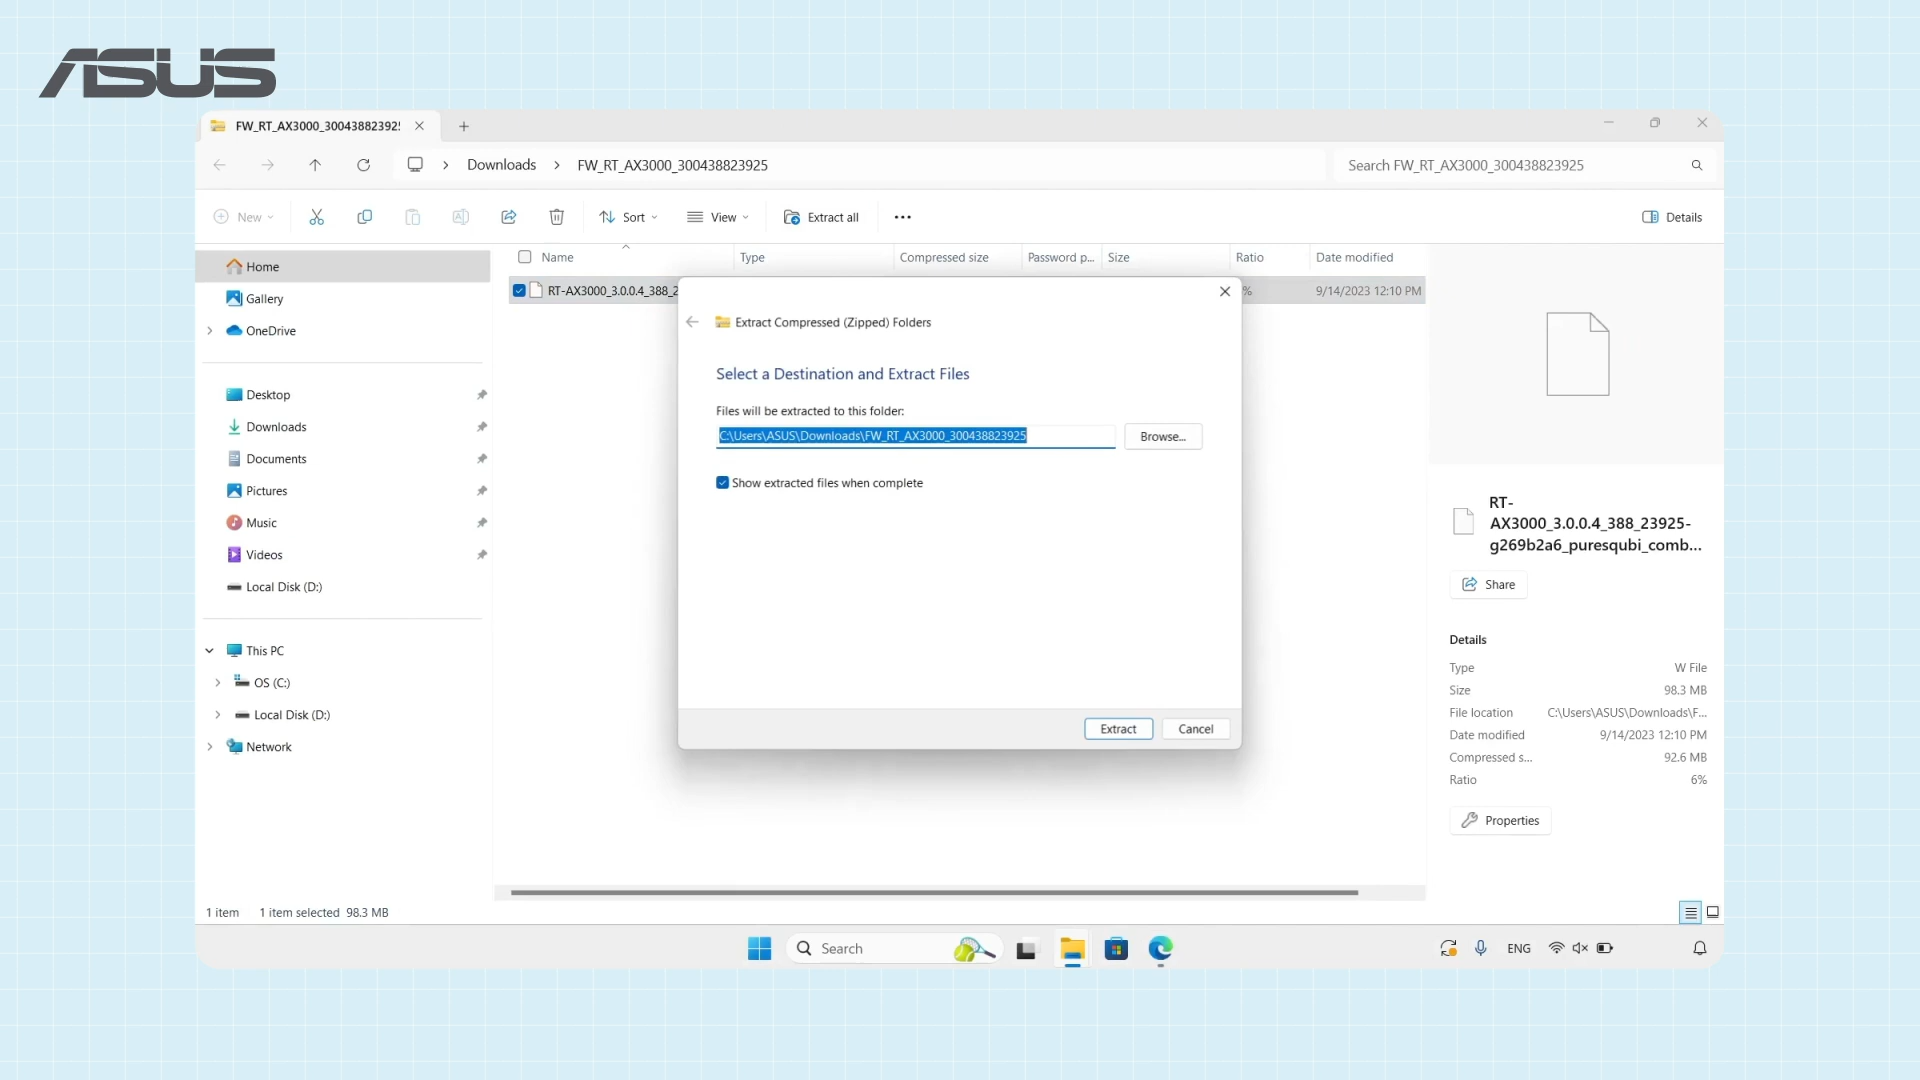 ASUS
FW_RT_AX3000_30043882392
Downloads
FW_RT_AX3000_300438823925
Search FW_RT_AX3000_300438823925
New
Sort
View
Extract all
Details
Name
Type
Compressed size
Password p...
Size
Ratio
Date modified
Home
Gallery
OneDrive
Desktop
Downloads
Documents
Pictures
Music
Videos
Local Disk (D:)
This PC
OS (C:)
Local Disk (D:)
Network
RT-AX3000_3.0.0.4_388_2
%
9/14/2023 12:10 PM
Extract Compressed (Zipped) Folders
Select a Destination and Extract Files
Files will be extracted to this folder:
C:\Users\ASUS\Downloads\FW_RT_AX3000_300438823925
Browse...
Show extracted files when complete
Extract
Cancel
RT-
AX3000_3.0.0.4_388_23925-
g269b2a6_puresqubi_comb...
Share
Details
Type
W File
Size
98.3 MB
File location
C:\Users\ASUS\Downloads\F...
Date modified
9/14/2023 12:10 PM
Compressed s...
92.6 MB
Ratio
6%
Properties
1 item
1 item selected 98.3 MB
Search
ENG